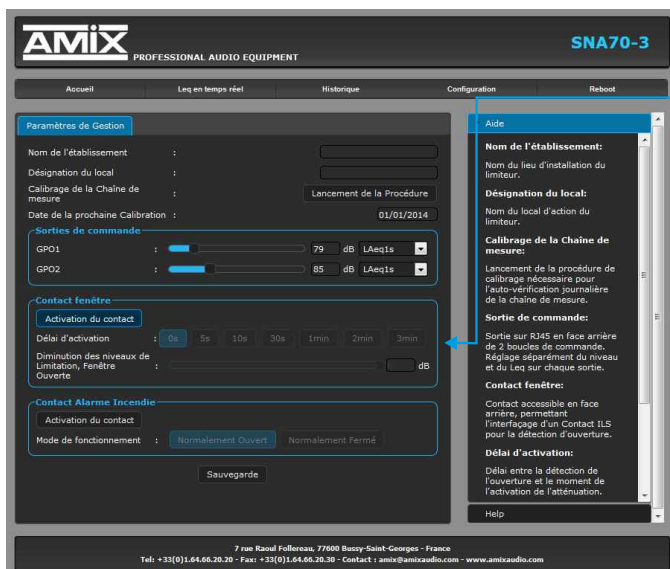 AMIX
PROFESSIONAL AUDIO EQUIPMENT
SNA70-3
Accueil
Leq en temps réel
Historique
Configuration
Reboot
Paramètres de Gestion
Nom de l'établissement :
Désignation du local :
Calibrage de la Chaîne de
mesure :
Lancement de la Procédure
Date de la prochaine Calibration : 01/01/2014
Sorties de commande
GPO1 : 79 dB LAeq1s
GPO2 : 85 dB LAeq1s
Contact fenêtre
Activation du contact
Délai d'activation : 0s 5s 10s 30s 1min 2min 3min
Diminution des niveaux de
Limitation, Fenêtre : dB
Ouverte
Contact Alarme Incendie
Activation du contact
Mode de fonctionnement : Normalement Ouvert Normalement Fermé
Sauvegarde
Aide
Nom de l'établissement:
Nom du lieu d'installation du
limiteur.
Désignation du local:
Nom du local d'action du
limiteur.
Calibrage de la Chaîne de
mesure:
Lancement de la procédure de
calibrage nécessaire pour
l'auto-vérification journalière
de la chaîne de mesure.
Sortie de commande:
Sortie sur RJ45 en face arrière
de 2 boucles de commande.
Réglage séparément du niveau
et du Leq sur chaque sortie.
Contact fenêtre:
Contact accessible en face
arrière, permettant
l'interfaçage d'un Contact ILS
pour la détection d'ouverture.
Délai d'activation:
Délai entre la détection de
l'ouverture et le moment de
l'activation de l'atténuation.
Help
7 rue Raoul Follereau, 77600 Bussy-Saint-Georges - France
Tel: +33(0)1.64.66.20.20 - Fax: +33(0)1.64.66.20.30 - Contact : amix@amixaudio.com - www.amixaudio.com